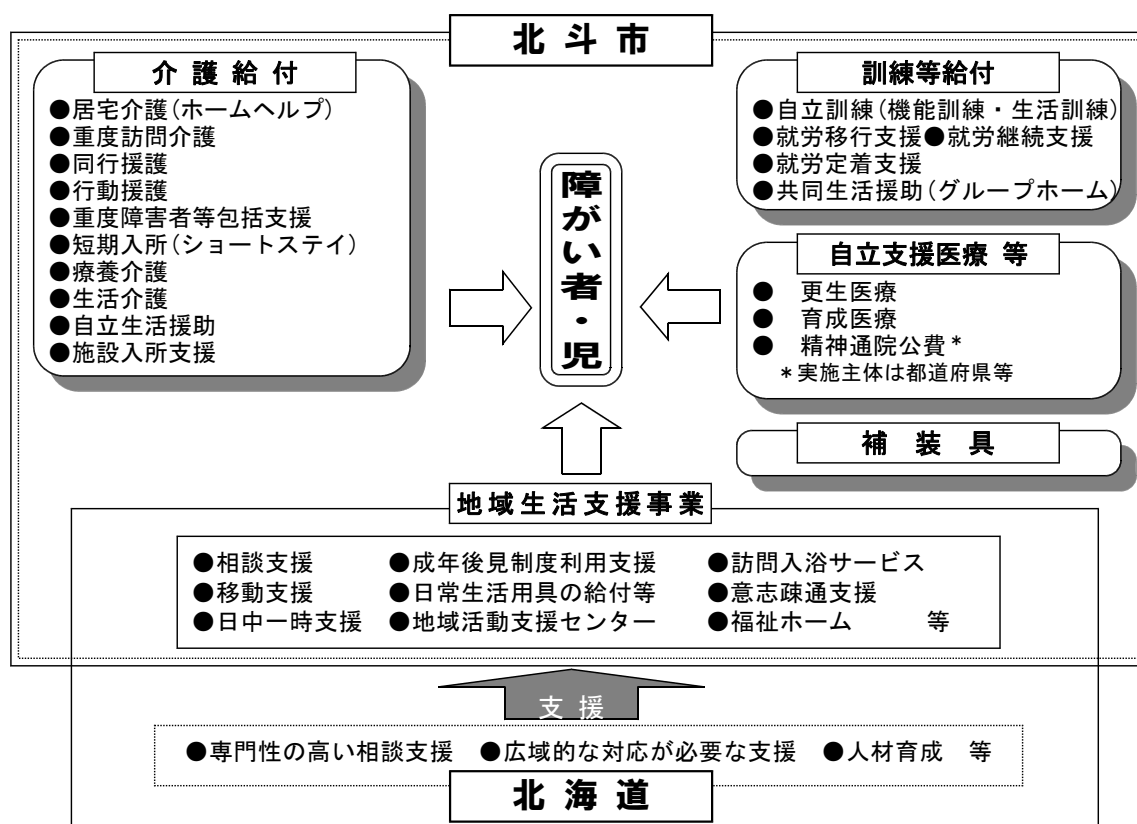 北斗市
介護給付
●居宅介護(ホームヘルプ)
●重度訪問介護
●同行援護
●行動援護
●重度障害者等包括支援
●短期入所(ショートステイ)
●療養介護
●生活介護
●自立生活援助
●施設入所支援
障がい者・児
訓練等給付
●自立訓練(機能訓練・生活訓練)
●就労移行支援●就労継続支援
●就労定着支援
●共同生活援助(グループホーム)
自立支援医療 等
● 更生医療
● 育成医療
● 精神通院公費*
*実施主体は都道府県等
補装具
地域生活支援事業
●相談支援 ●成年後見制度利用支援 ●訪問入浴サービス
●移動支援 ●日常生活用具の給付等 ●意志疎通支援
●日中一時支援 ●地域活動支援センター ●福祉ホーム 等
支援
●専門性の高い相談支援 ●広域的な対応が必要な支援 ●人材育成 等
北海道